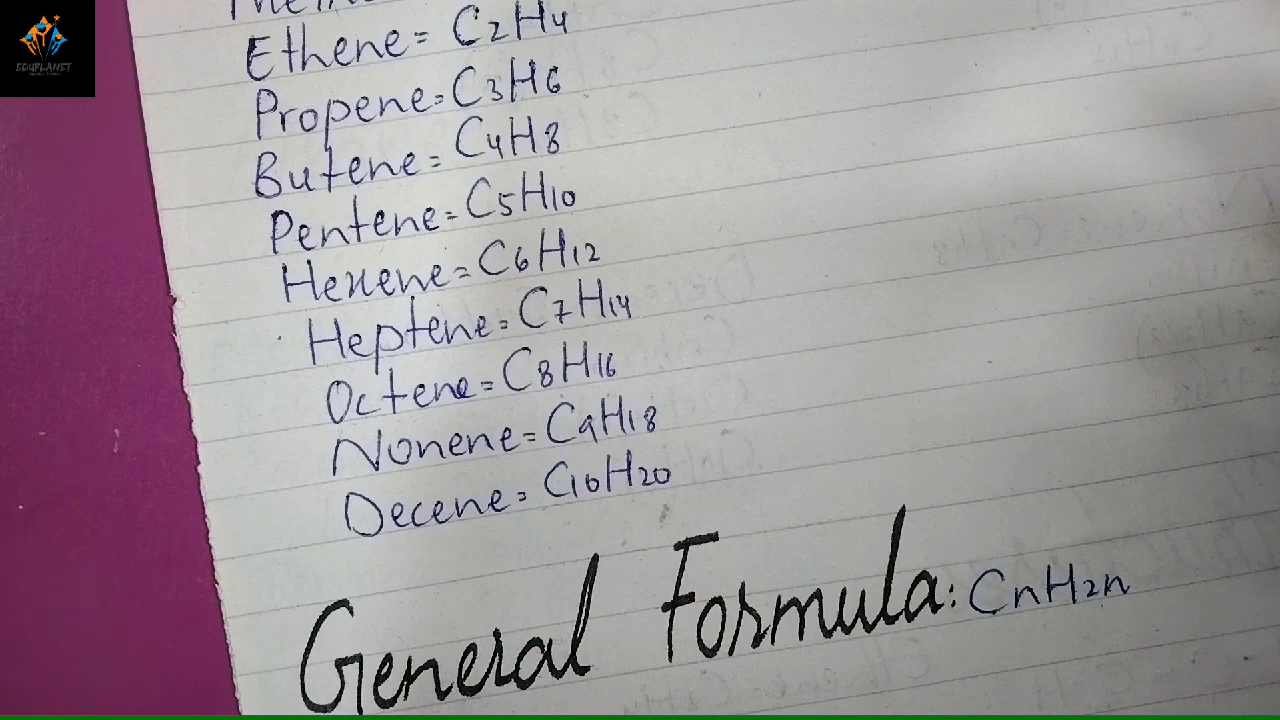 EDUPLANET
Ethene = C2H4
Propene = C3H6
Butene = C4H8
Pentene = C5H10
Hexene = C6H12
Heptene = C7H14
Octene = C8H16
Nonene = C9H18
Decene = C10H20
General Formula: CnH2n